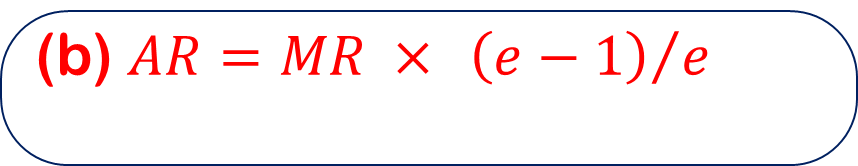 (b) AR = MR × (e − 1)/e